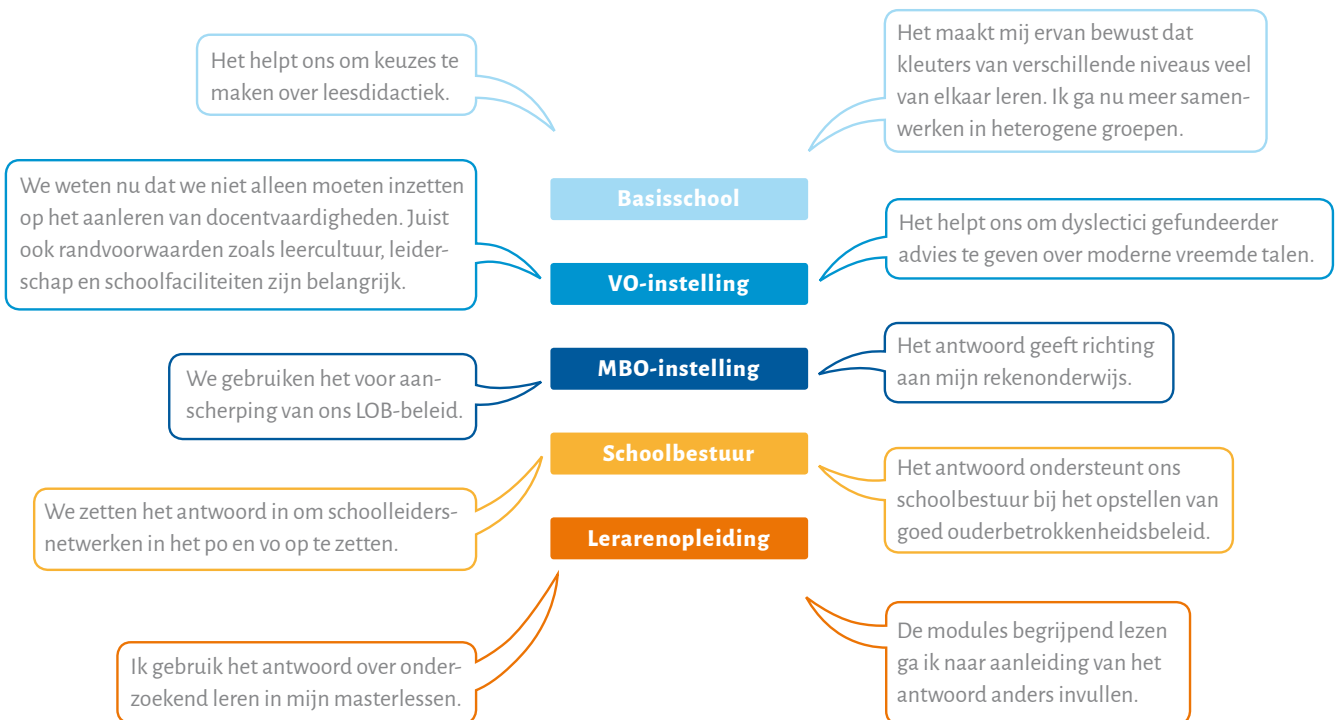 Het helpt ons om keuzes te
maken over leesdidactiek.
Het maakt mij ervan bewust dat
kleuters van verschillende niveaus veel
van elkaar leren. Ik ga nu meer samen-
werken in heterogene groepen.
Basisschool
We weten nu dat we niet alleen moeten inzetten
op het aanleren van docentvaardigheden. Juist
ook randvoorwaarden zoals leercultuur, leider-
schap en schoolfaciliteiten zijn belangrijk.
VO-instelling
Het helpt ons om dyslectici gefundeerder
advies te geven over moderne vreemde talen.
We gebruiken het voor aan-
scherping van ons LOB-beleid.
MBO-instelling
Het antwoord geeft richting
aan mijn rekenonderwijs.
We zetten het antwoord in om schoolleiders-
netwerken in het po en vo op te zetten.
Schoolbestuur
Het antwoord ondersteunt ons
schoolbestuur bij het opstellen van
goed ouderbetrokkenheidsbeleid.
Lerarenopleiding
Ik gebruik het antwoord over onder-
zoekend leren in mijn masterlessen.
De modules begrijpend lezen
ga ik naar aanleiding van het
antwoord anders invullen.